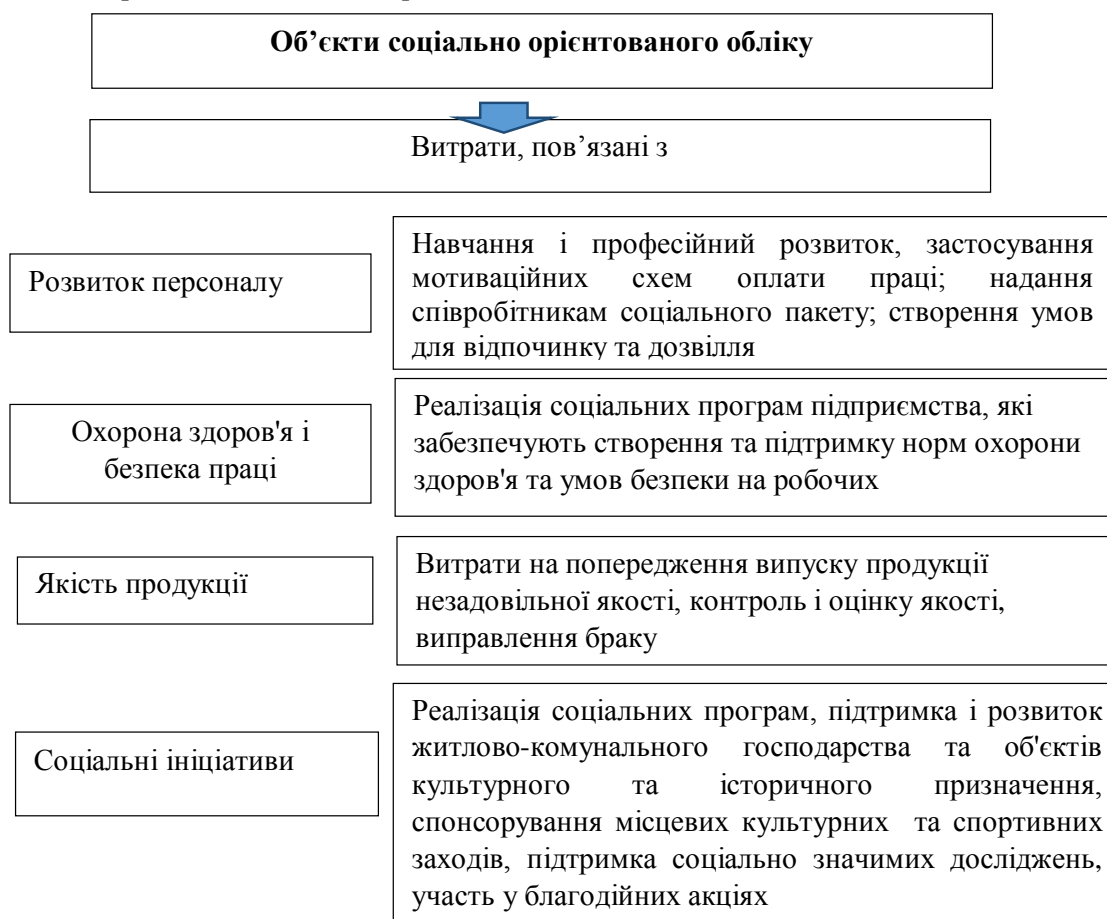 Об’єкти соціально орієнтованого обліку
Витрати, пов’язані з
Розвиток персоналу
Навчання і професійний розвиток, застосування
мотиваційних схем оплати праці; надання
співробітникам соціального пакету; створення умов
для відпочинку та дозвілля
Охорона здоров'я і
безпека праці
Реалізація соціальних програм підприємства, які
забезпечують створення та підтримку норм охорони
здоров'я та умов безпеки на робочих
Якість продукції
Витрати на попередження випуску продукції
незадовільної якості, контроль і оцінку якості,
виправлення браку
Соціальні ініціативи
Реалізація соціальних програм, підтримка і розвиток
житлово-комунального господарства та об'єктів
культурного та історичного призначення,
спонсорування місцевих культурних та спортивних
заходів, підтримка соціально значимих досліджень,
участь у благодійних акціях